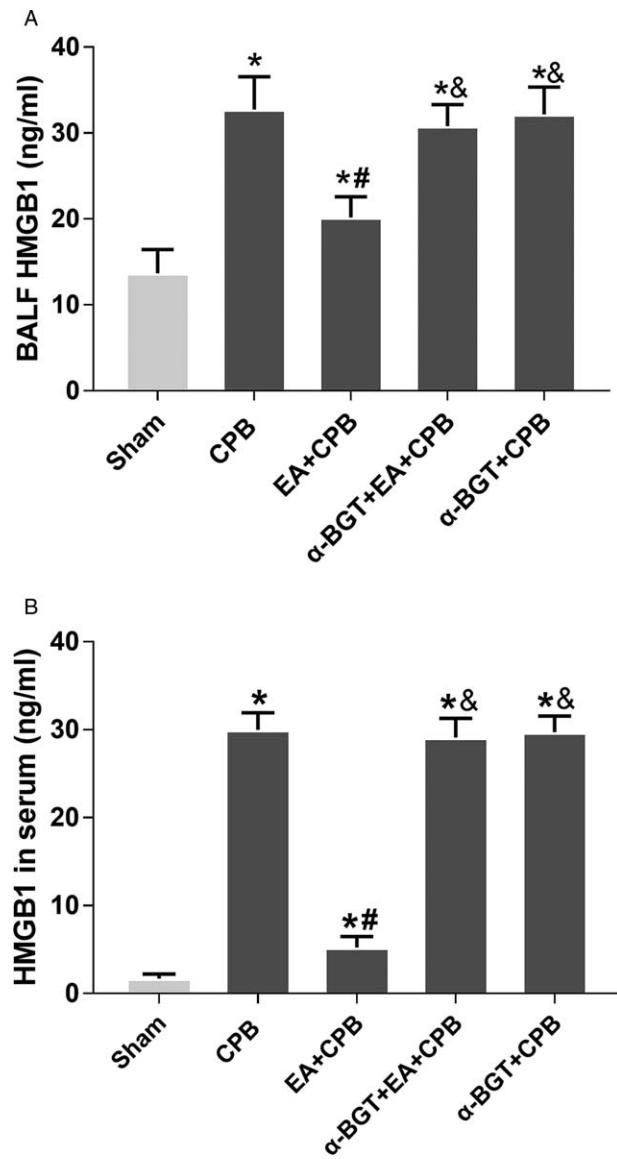 A
BALF HMGB1 (ng/ml)
40
30
20
10
0
*
*#
*&
*&
Sham
CPB
EA+CPB
α-BGT+EA+CPB
α-BGT+CPB
B
HMGB1 in serum (ng/ml)
40
30
20
10
0
*
*#
*&
*&
Sham
CPB
EA+CPB
α-BGT+EA+CPB
α-BGT+CPB